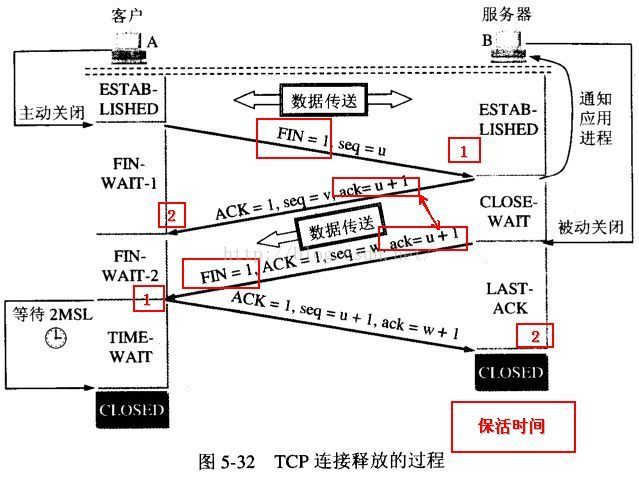 客户
A
服务器
B
ESTAB-
LISHED
主动关闭
数据传送
ESTAB-
LISHED
通知
应用
进程
FIN = 1, seq = u
1
FIN-
WAIT-1
2
ACK = 1, seq = v, ack= u + 1
CLOSE-
WAIT
数据传送
被动关闭
FIN-
WAIT-2
FIN = 1, ACK = 1, seq = w, ack= u + 1
1
等待 2MSL
TIME-
WAIT
ACK = 1, seq = u + 1, ack = w + 1
LAST-
ACK
2
CLOSED
CLOSED
保活时间
图 5-32 TCP 连接释放的过程